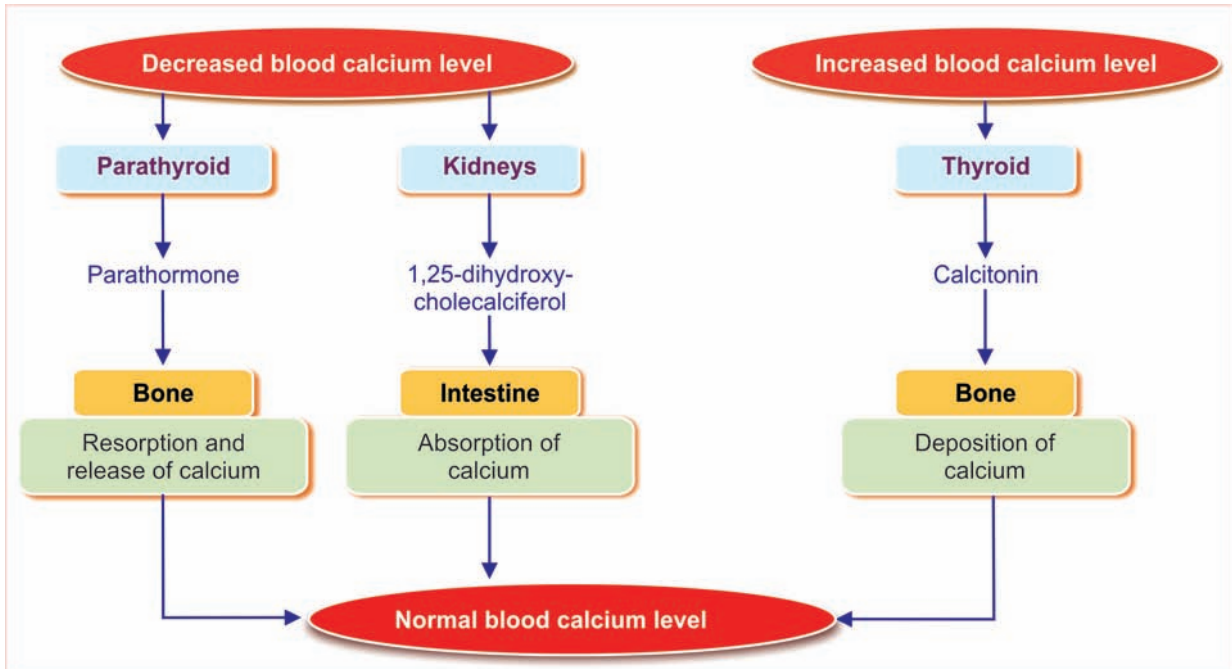 Decreased blood calcium level
Increased blood calcium level
Parathyroid
Kidneys
Thyroid
Parathormone
1,25-dihydroxy-
cholecalciferol
Calcitonin
Bone
Intestine
Bone
Resorption and
release of calcium
Absorption of
calcium
Deposition of
calcium
Normal blood calcium level